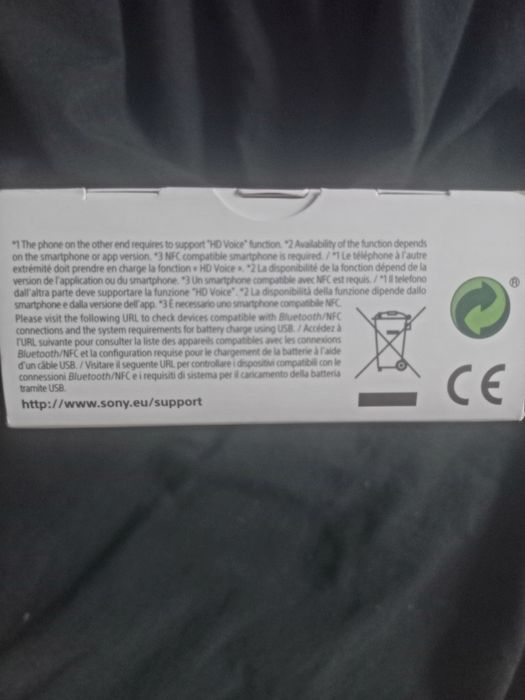 *1 The phone on the other end requires to support "HD Voice" function. *2 Availability of the function depends
on the smartphone or app version. *3 NFC compatible smartphone is required. / *1 Le téléphone à l'autre
extrémité doit prendre en charge la fonction « HD Voice ». *2 La disponibilité de la fonction dépend de la
version de l'application ou du smartphone. *3 Un smartphone compatible avec NFC est requis. / *1 Il telefono
dall'altra parte deve supportare la funzione "HD Voice". *2 La disponibilità della funzione dipende dallo
smartphone e dalla versione dell'app. *3 È necessario uno smartphone compatibile NFC.
Please visit the following URL to check devices compatible with Bluetooth/NFC
connections and the system requirements for battery charge using USB. / Accédez à
l'URL suivante pour consulter la liste des appareils compatibles avec les connexions
Bluetooth/NFC et la configuration requise pour le chargement de la batterie à l'aide
d'un câble USB. / Visitare il seguente URL per controllare i dispositivi compatibili con le
connessioni Bluetooth/NFC e i requisiti di sistema per il caricamento della batteria
tramite USB.
http://www.sony.eu/support
®
CE